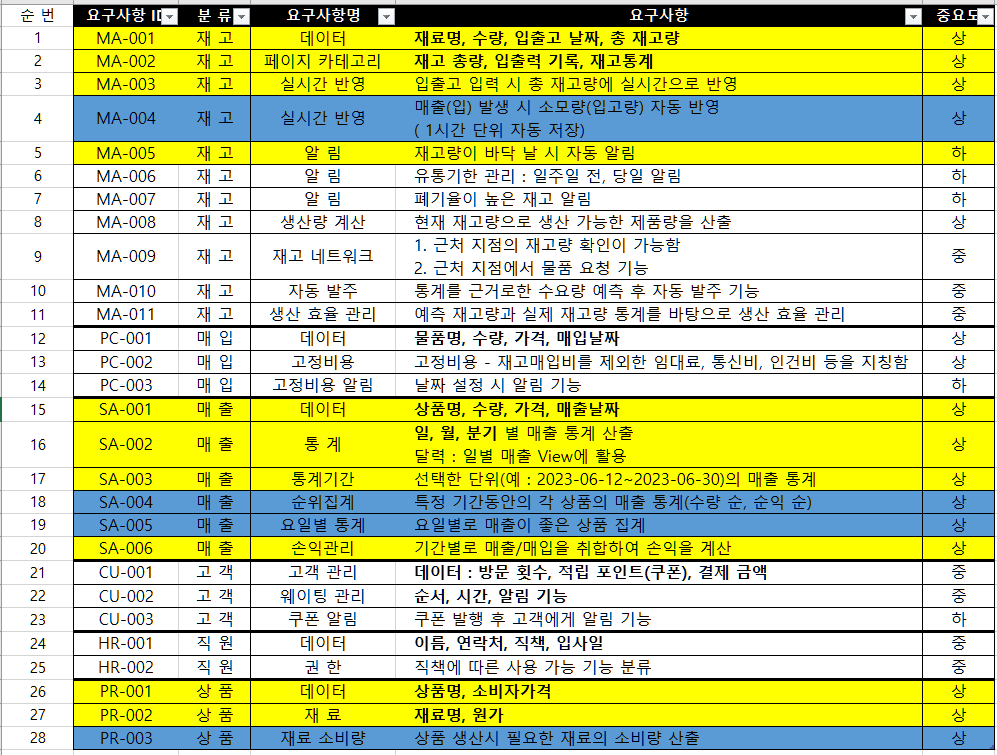 순 번 요구사항 ID 분 류 요구사항명 요구사항 중요도
1 MA-001 재 고 데이터 재료명, 수량, 입출고 날짜, 총 재고량 상
2 MA-002 재 고 페이지 카테고리 재고 총량, 입출력 기록, 재고통계 상
3 MA-003 재 고 실시간 반영 입출고 입력 시 총 재고량에 실시간으로 반영 상
4 MA-004 재 고 실시간 반영 매출(입) 발생 시 소모량(입고량) 자동 반영 상
( 1시간 단위 자동 저장)
5 MA-005 재 고 알 림 재고량이 바닥 날 시 자동 알림 하
6 MA-006 재 고 알 림 유통기한 관리 : 일주일 전, 당일 알림 하
7 MA-007 재 고 알 림 폐기율이 높은 재고 알림 하
8 MA-008 재 고 생산량 계산 현재 재고량으로 생산 가능한 제품량을 산출 상
9 MA-009 재 고 재고 네트워크 1. 근처 지점의 재고량 확인이 가능함 중
2. 근처 지점에서 물품 요청 기능
10 MA-010 재 고 자동 발주 통계를 근거로한 수요량 예측 후 자동 발주 기능 중
11 MA-011 재 고 생산 효율 관리 예측 재고량과 실제 재고량 통계를 바탕으로 생산 효율 관리 중
12 PC-001 매 입 데이터 물품명, 수량, 가격, 매입날짜 상
13 PC-002 매 입 고정비용 고정비용 - 재고매입비를 제외한 임대료, 통신비, 인건비 등을 지칭함 상
14 PC-003 매 입 고정비용 알림 날짜 설정 시 알림 기능 하
15 SA-001 매 출 데이터 상품명, 수량, 가격, 매출날짜 상
16 SA-002 매 출 통 계 일, 월, 분기 별 매출 통계 산출 상
달력 : 일별 매출 View에 활용
17 SA-003 매 출 통계기간 선택한 단위(예 : 2023-06-12~2023-06-30)의 매출 통계 상
18 SA-004 매 출 순위집계 특정 기간동안의 각 상품의 매출 통계(수량 순, 순익 순) 상
19 SA-005 매 출 요일별 통계 요일별로 매출이 좋은 상품 집계 상
20 SA-006 매 출 손익관리 기간별로 매출/매입을 취합하여 손익을 계산 상
21 CU-001 고 객 고객 관리 데이터 : 방문 횟수, 적립 포인트(쿠폰), 결제 금액 중
22 CU-002 고 객 웨이팅 관리 순서, 시간, 알림 기능 중
23 CU-003 고 객 쿠폰 알림 쿠폰 발행 후 고객에게 알림 기능 하
24 HR-001 직 원 데이터 이름, 연락처, 직책, 입사일 중
25 HR-002 직 원 권 한 직책에 따른 사용 가능 기능 분류 중
26 PR-001 상 품 데이터 상품명, 소비자가격 상
27 PR-002 상 품 재 료 재료명, 원가 상
28 PR-003 상 품 재료 소비량 상품 생산시 필요한 재료의 소비량 산출 상